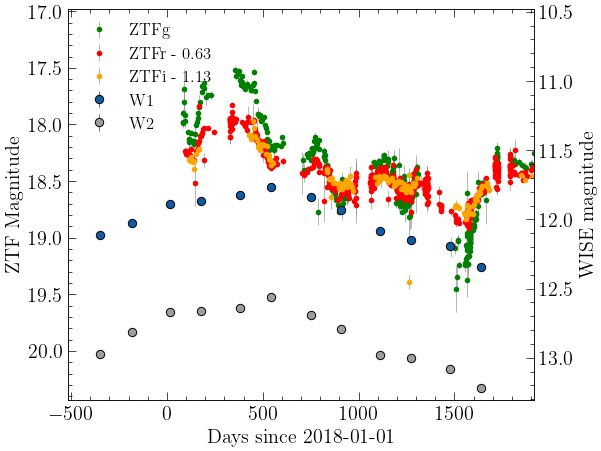 ZTFg
ZTFr - 0.63
ZTFi - 1.13
W1
W2
17.0
17.5
18.0
18.5
19.0
19.5
20.0
ZTF Magnitude
10.5
11.0
11.5
12.0
12.5
13.0
WISE magnitude
−500
0
500
1000
1500
Days since 2018-01-01